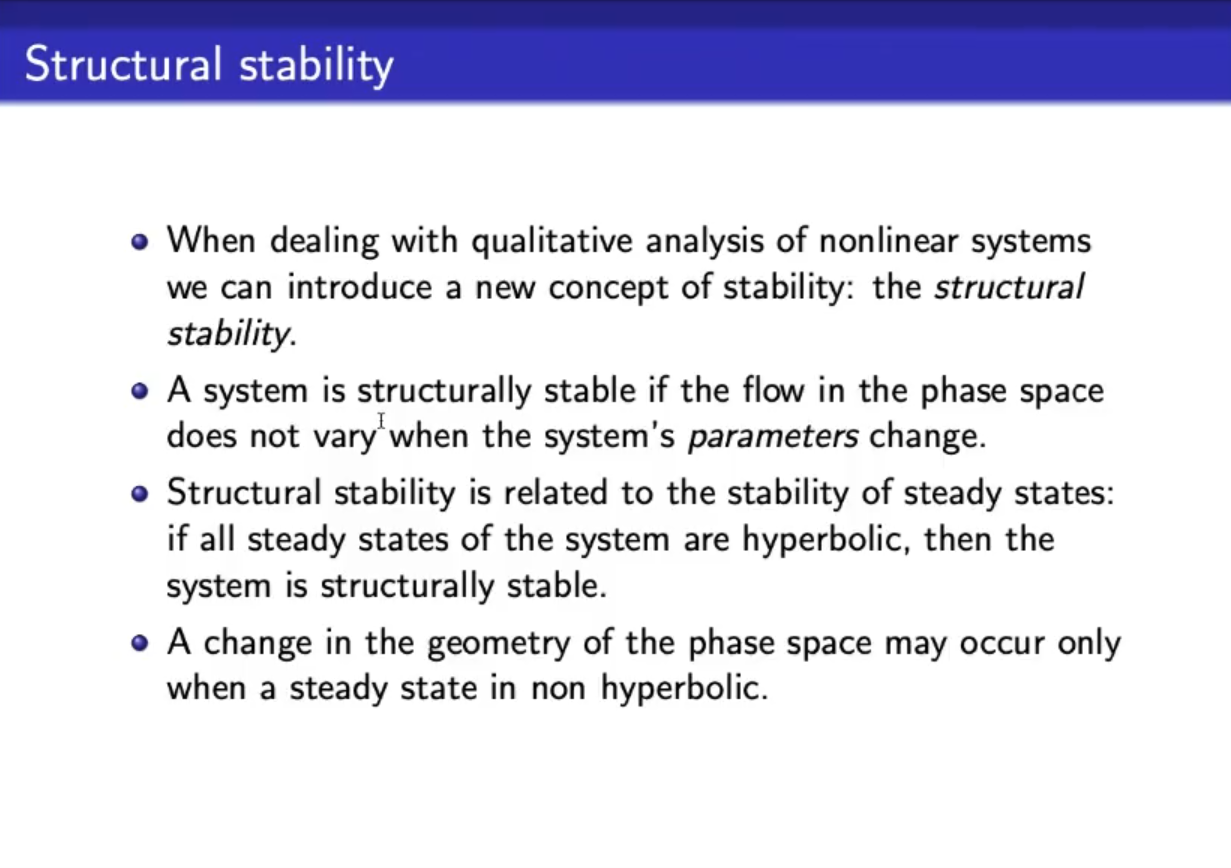 Structural stability
When dealing with qualitative analysis of nonlinear systems
we can introduce a new concept of stability: the structural
stability.
A system is structurally stable if the flow in the phase space
does not vary when the system's parameters change.
Structural stability is related to the stability of steady states:
if all steady states of the system are hyperbolic, then the
system is structurally stable.
A change in the geometry of the phase space may occur only
when a steady state in non hyperbolic.